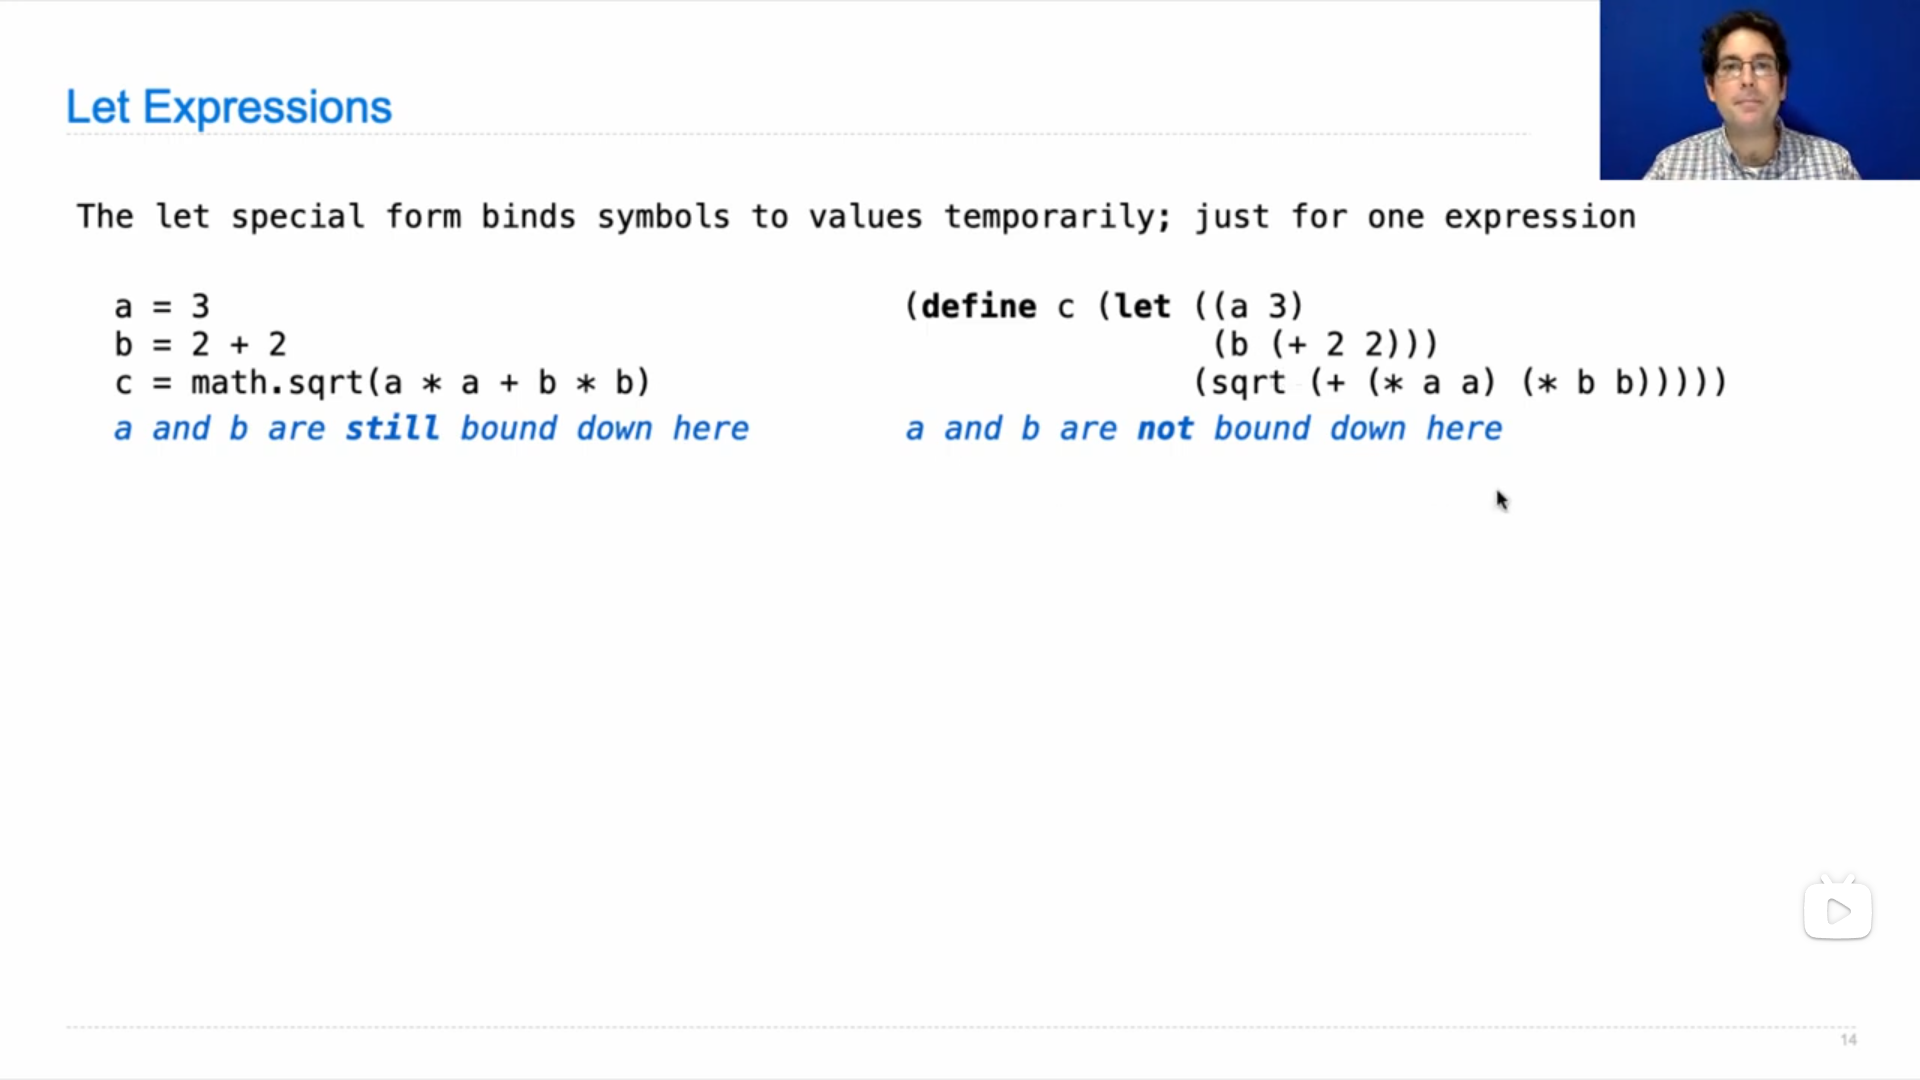 Let Expressions
The let special form binds symbols to values temporarily; just for one expression
a = 3
b = 2 + 2
c = math.sqrt(a * a + b * b)
a and b are still bound down here
(define c (let ((a 3)
(b (+ 2 2)))
(sqrt (+ (* a a) (* b b)))))
a and b are not bound down here
14